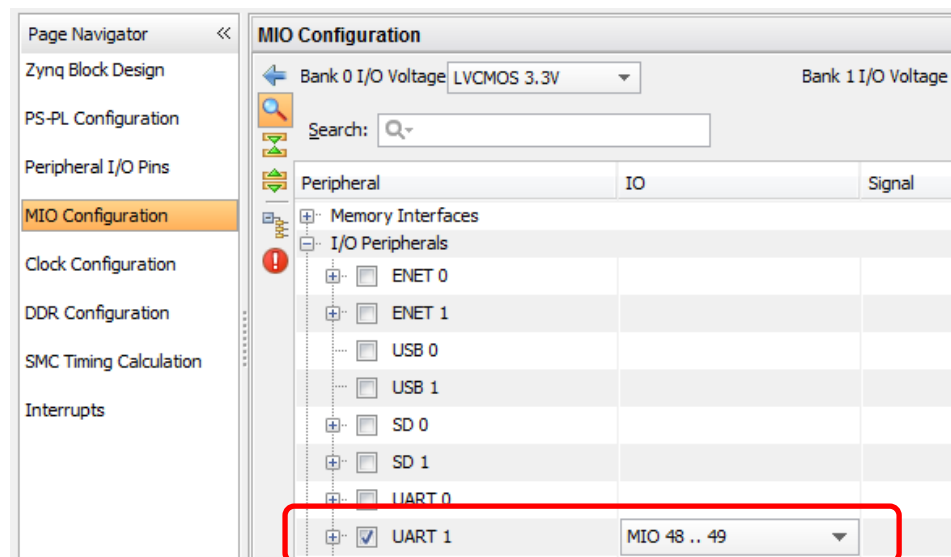 Page Navigator «
Zynq Block Design
PS-PL Configuration
Peripheral I/O Pins
MIO Configuration
Clock Configuration
DDR Configuration
SMC Timing Calculation
Interrupts
MIO Configuration
Bank 0 I/O Voltage LVCMOS 3.3V Bank 1 I/O Voltage
Search:
Peripheral IO Signal
Memory Interfaces
I/O Peripherals
ENET 0
ENET 1
USB 0
USB 1
SD 0
SD 1
UART 0
UART 1 MIO 48 .. 49